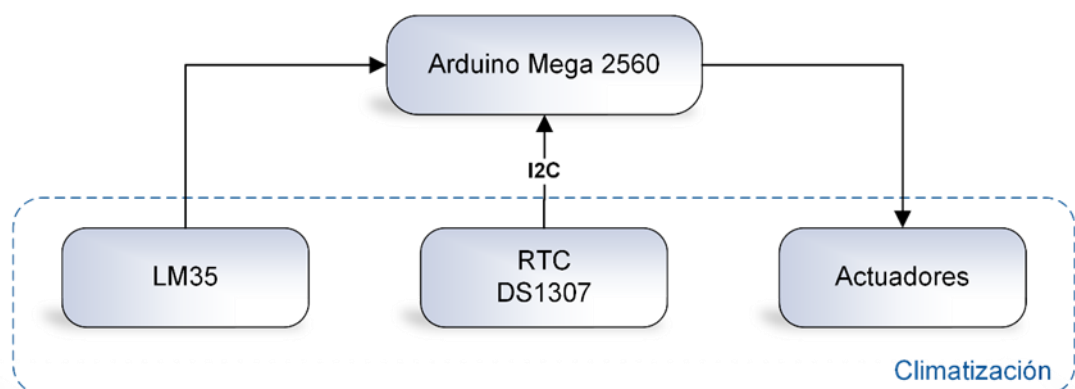 Arduino Mega 2560
I2C
LM35
RTC
DS1307
Actuadores
Climatización